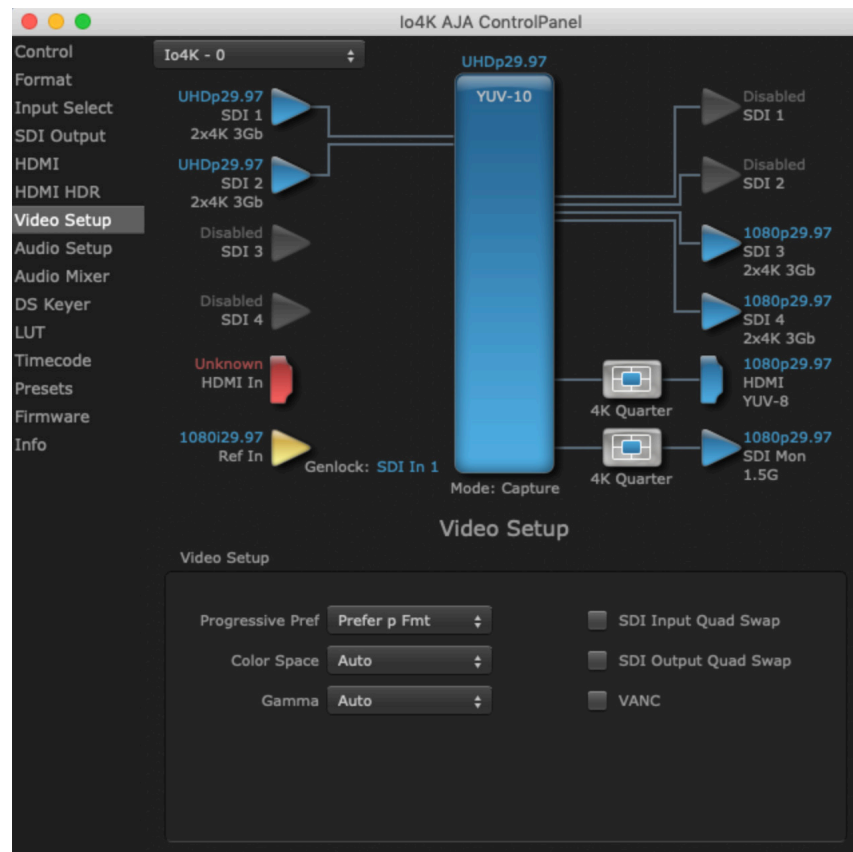 Io4K AJA ControlPanel
Control
Format
Input Select
SDI Output
HDMI
HDMI HDR
Video Setup
Audio Setup
Audio Mixer
DS Keyer
LUT
Timecode
Presets
Firmware
Info
Io4K - 0
UHDp29.97
SDI 1
2x4K 3Gb
UHDp29.97
SDI 2
2x4K 3Gb
Disabled
SDI 3
Disabled
SDI 4
Unknown
HDMI In
1080i29.97
Ref In
Genlock: SDI In 1
UHDp29.97
YUV-10
Mode: Capture
Disabled
SDI 1
Disabled
SDI 2
1080p29.97
SDI 3
2x4K 3Gb
1080p29.97
SDI 4
2x4K 3Gb
4K Quarter
1080p29.97
HDMI
YUV-8
4K Quarter
1080p29.97
SDI Mon
1.5G
Video Setup
Video Setup
Progressive Pref Prefer p Fmt
Color Space Auto
Gamma Auto
SDI Input Quad Swap
SDI Output Quad Swap
VANC